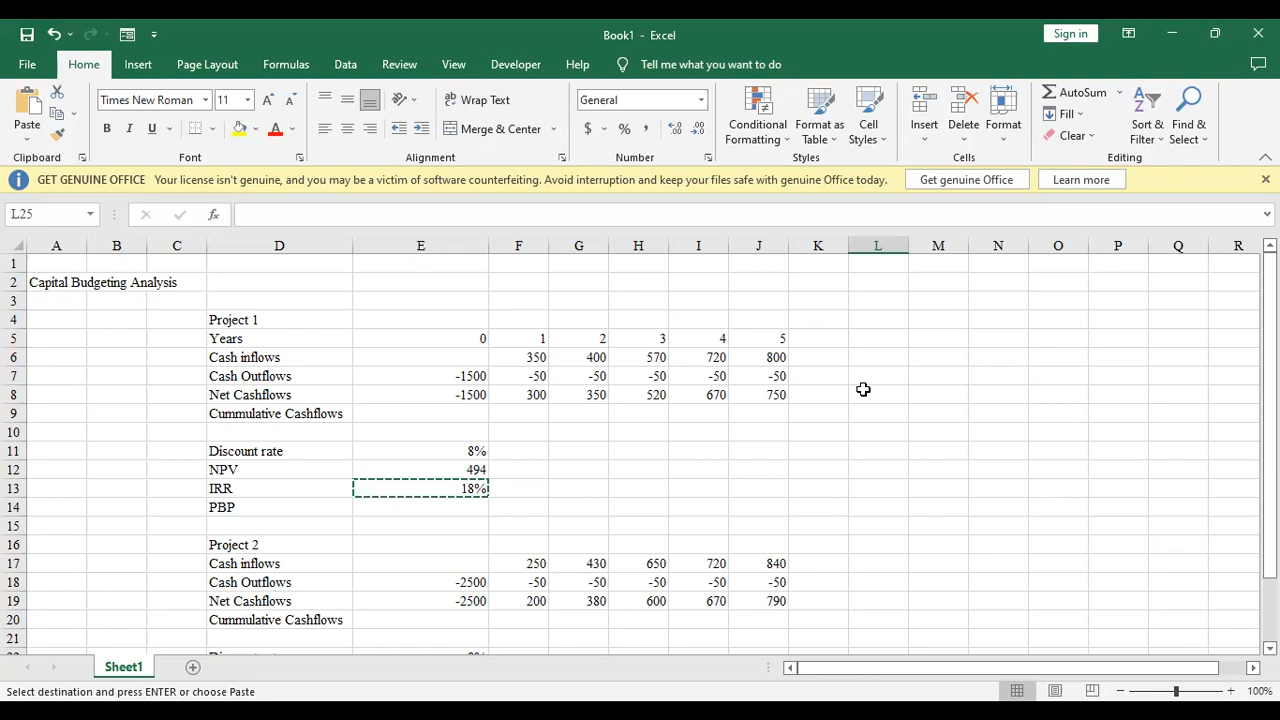 Book1 - Excel
Sign in
File Home Insert Page Layout Formulas Data Review View Developer Help Tell me what you want to do
Times New Roman 11 A A Wrap Text General AutoSum
Paste B I U A Merge & Center $ % , Conditional Formatting Format as Table Cell Styles Insert Delete Format Fill Clear Sort & Filter Find & Select
Clipboard Font Alignment Number Styles Cells Editing
GET GENUINE OFFICE Your license isn't genuine, and you may be a victim of software counterfeiting. Avoid interruption and keep your files safe with genuine Office today. Get genuine Office Learn more
L25 fx
A B C D E F G H I J K L M N O P Q R
1
2 Capital Budgeting Analysis
3
4 Project 1
5 Years 0 1 2 3 4 5
6 Cash inflows 350 400 570 720 800
7 Cash Outflows -1500 -50 -50 -50 -50 -50
8 Net Cashflows -1500 300 350 520 670 750
9 Cummulative Cashflows
10
11 Discount rate 8%
12 NPV 494
13 IRR 18%
14 PBP
15
16 Project 2
17 Cash inflows 250 430 650 720 840
18 Cash Outflows -2500 -50 -50 -50 -50 -50
19 Net Cashflows -2500 200 380 600 670 790
20 Cummulative Cashflows
21
Sheet1
Select destination and press ENTER or choose Paste 100%